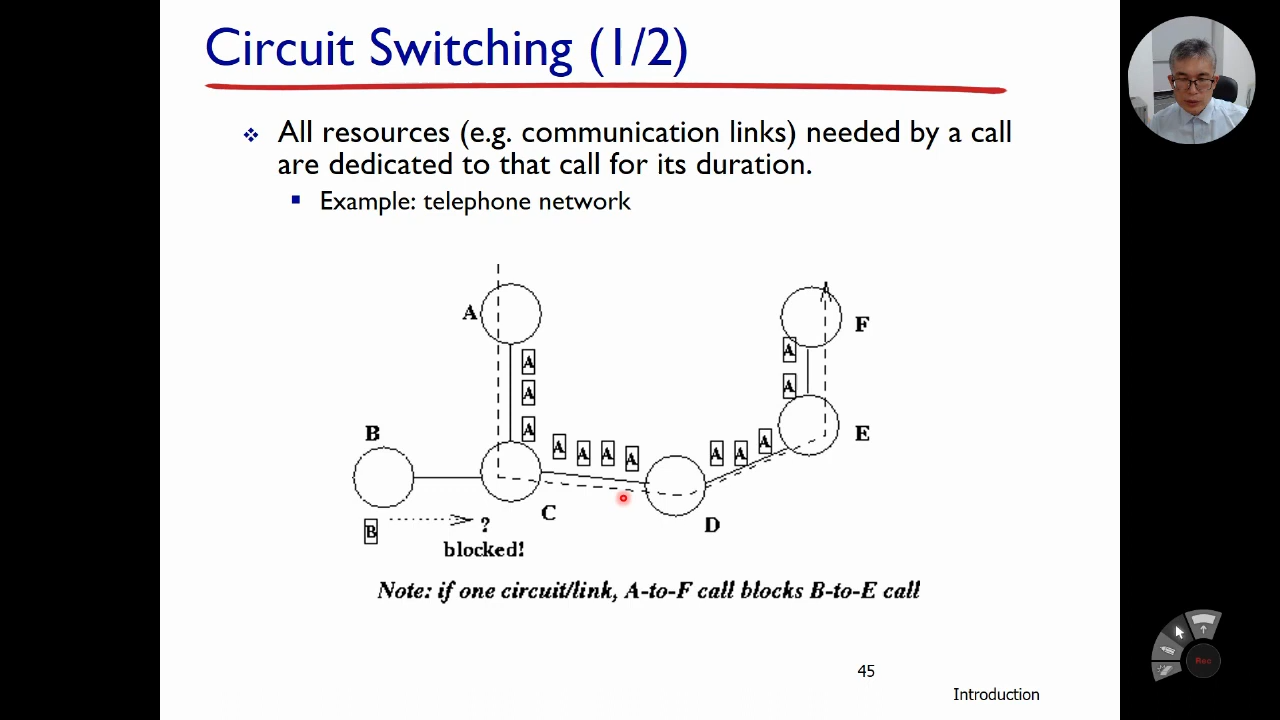 Circuit Switching (1/2)
All resources (e.g. communication links) needed by a call
are dedicated to that call for its duration.
Example: telephone network
A
F
A
A
A
A
A
B
E
A
A
A
A
A
A
A
C
D
B
?
blocked!
Note: if one circuit/link, A-to-F call blocks B-to-E call
45
Introduction
Rec